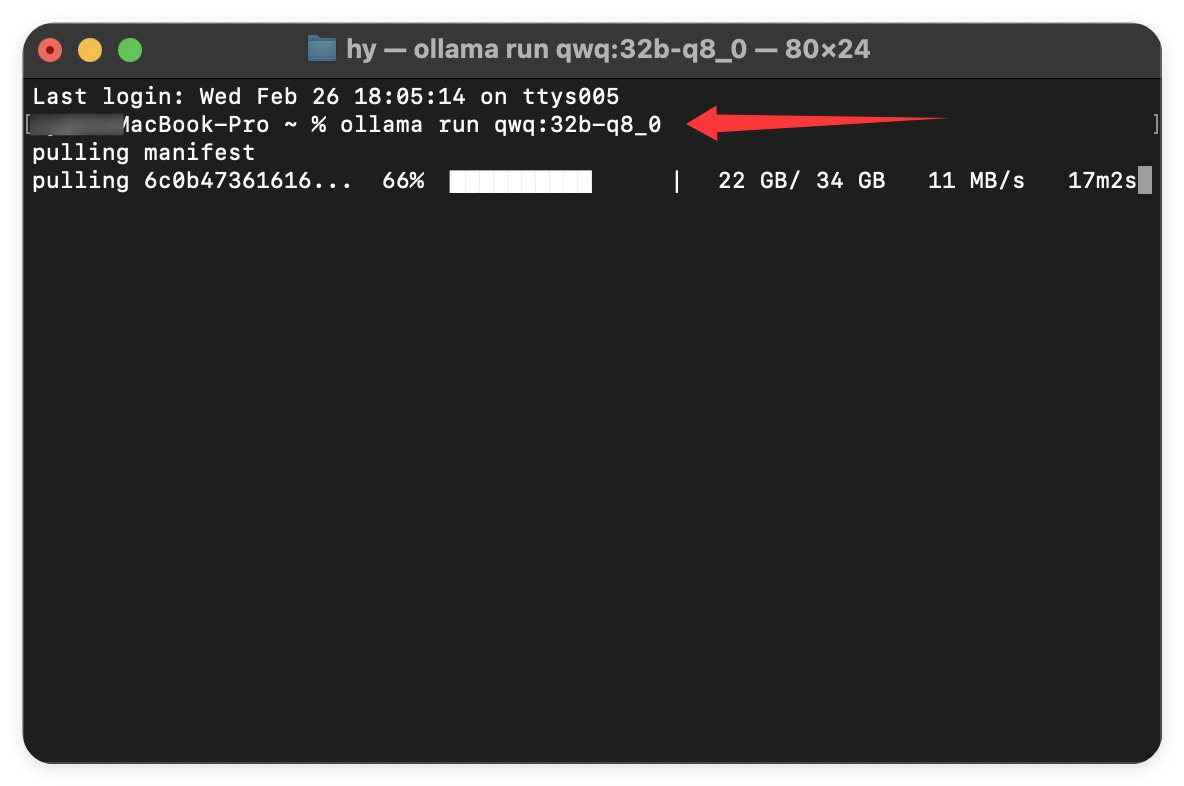 hy — ollama run qwq:32b-q8_0 — 80×24
Last login: Wed Feb 26 18:05:14 on ttys005
MacBook-Pro ~ % ollama run qwq:32b-q8_0
pulling manifest
pulling 6c0b47361616... 66% | 22 GB/ 34 GB 11 MB/s 17m2s